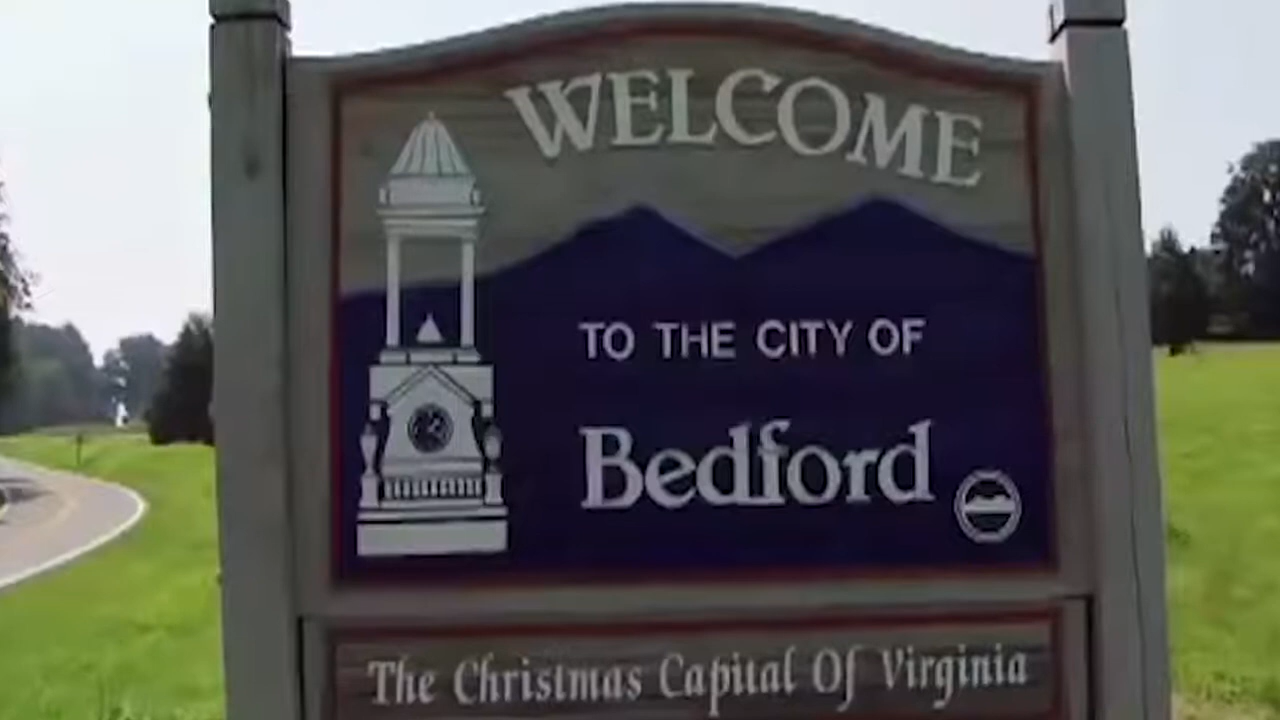 WELCOME
TO THE CITY OF
Bedford
The Christmas Capital Of Virginia